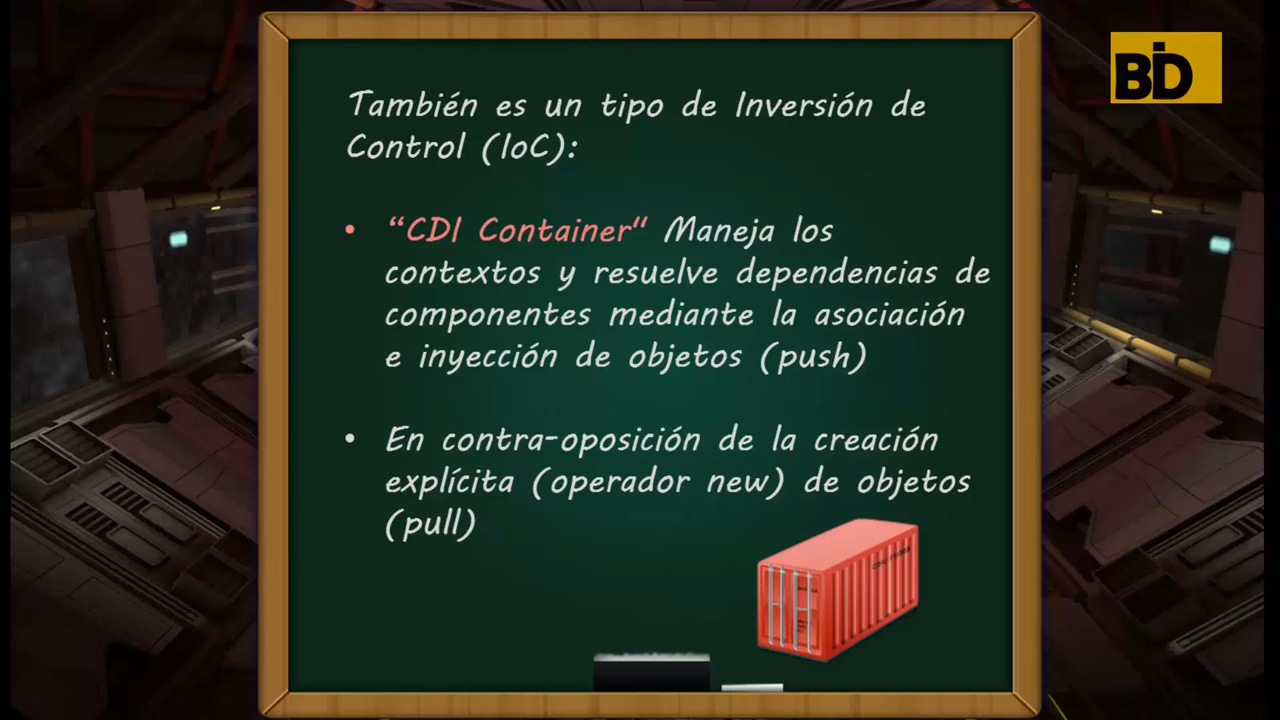 BID
También es un tipo de Inversión de
Control (IoC):
• “CDI Container“ Maneja los
contextos y resuelve dependencias de
componentes mediante la asociación
e inyección de objetos (push)
• En contra-oposición de la creación
explícita (operador new) de objetos
(pull)